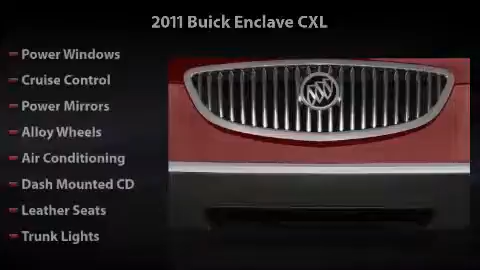 2011 Buick Enclave CXL
Power Windows
Cruise Control
Power Mirrors
Alloy Wheels
Air Conditioning
Dash Mounted CD
Leather Seats
Trunk Lights